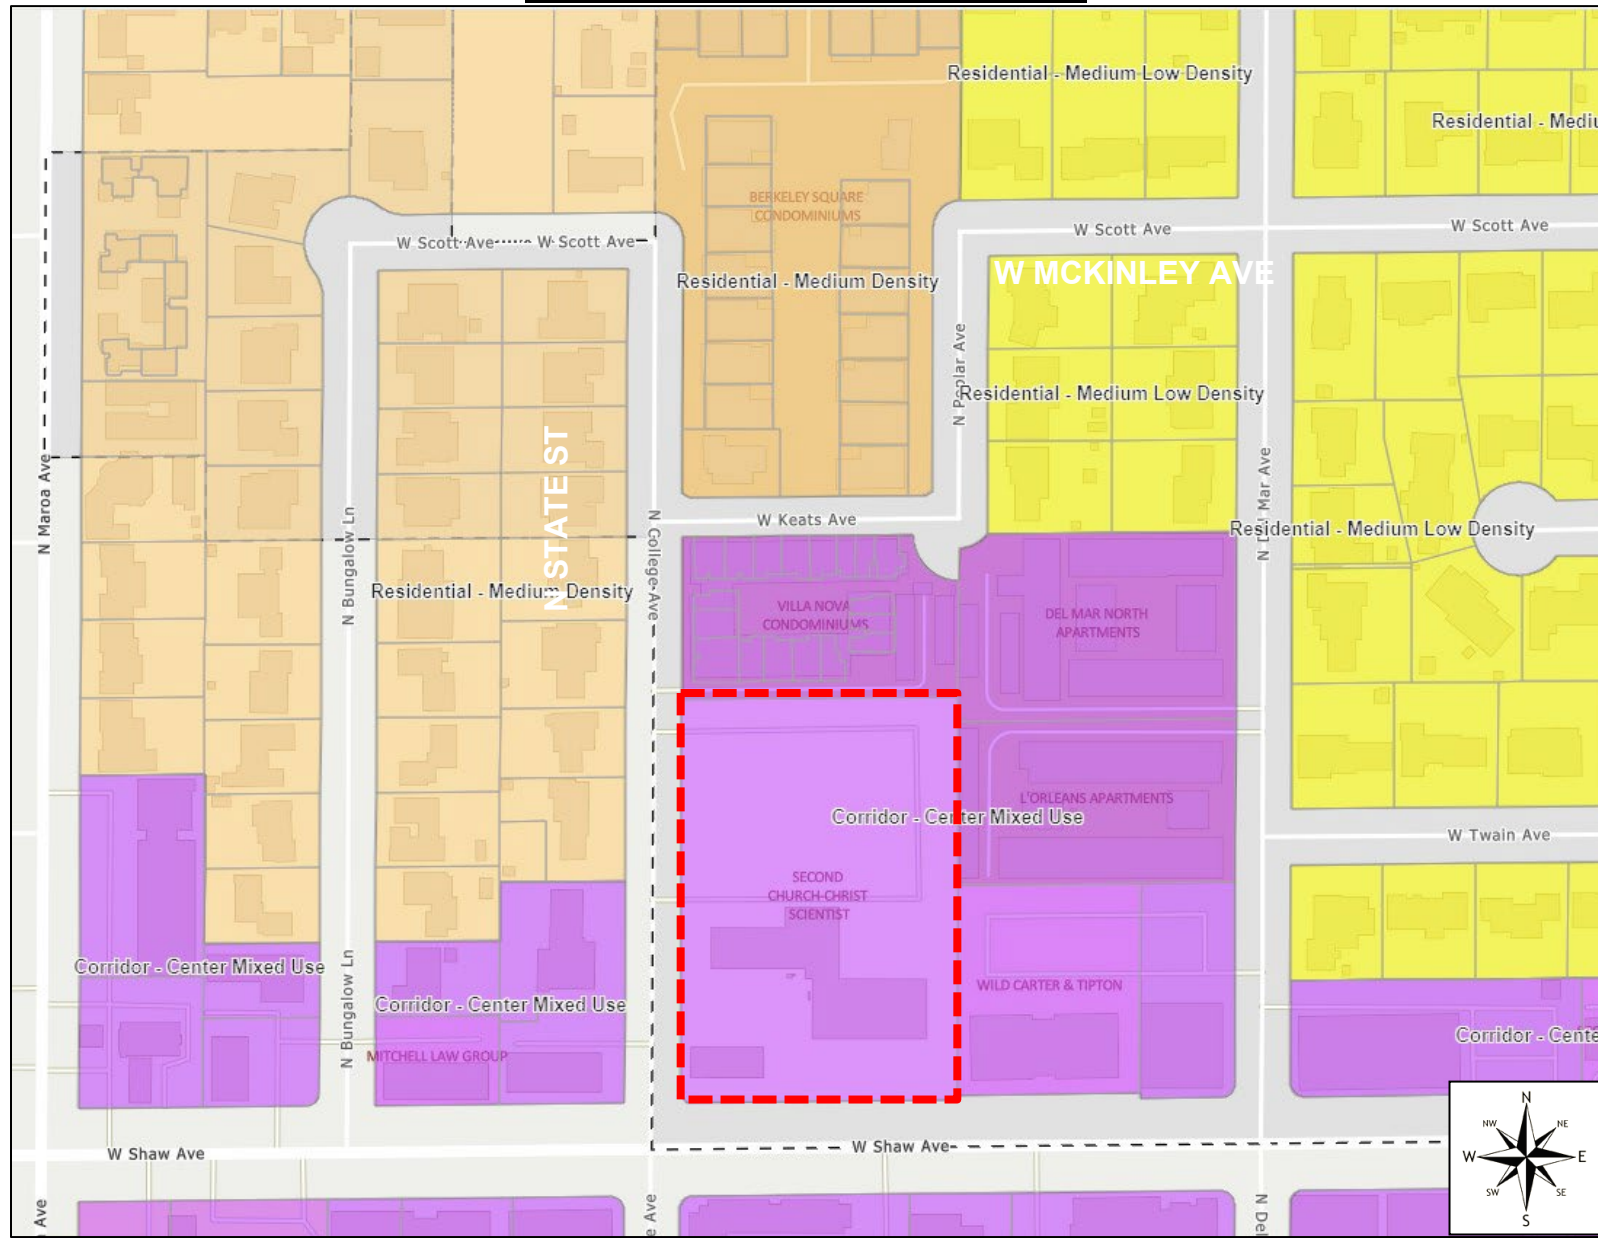 Residential - Medium Low Density
Residential - Mediu
BERKELEY SQUARE
CONDOMINIUMS
W Scott Ave
W Scott Ave
W Scott Ave
W Scott Ave
W MCKINLEY AVE
Residential - Medium Density
N Poplar Ave
Residential - Medium Low Density
N STATE ST
N Maroa Ave
N Bungalow Ln
N College Ave
W Keats Ave
N Del Mar Ave
Residential - Medium Low Density
Residential - Medium Density
VILLA NOVA
CONDOMINIUMS
DEL MAR NORTH
APARTMENTS
L'ORLEANS APARTMENTS
Corridor - Center Mixed Use
W Twain Ave
SECOND
CHURCH-CHRIST
SCIENTIST
Corridor - Center Mixed Use
N Bungalow Ln
Corridor - Center Mixed Use
WILD CARTER & TIPTON
MITCHELL LAW GROUP
Corridor - Cente
W Shaw Ave
W Shaw Ave
Ave
e Ave
N Del
N
NW
NE
W
E
SW
SE
S